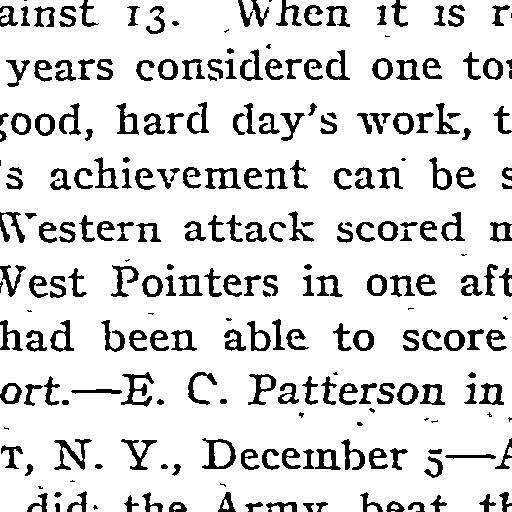 ainst 13. When it is r
years considered one to
good, hard day's work, t
's achievement can be s
Western attack scored m
West Pointers in one aft
had been able to score
ort.—E. C. Patterson in
T, N. Y., December 5—A
did: the Army beat th